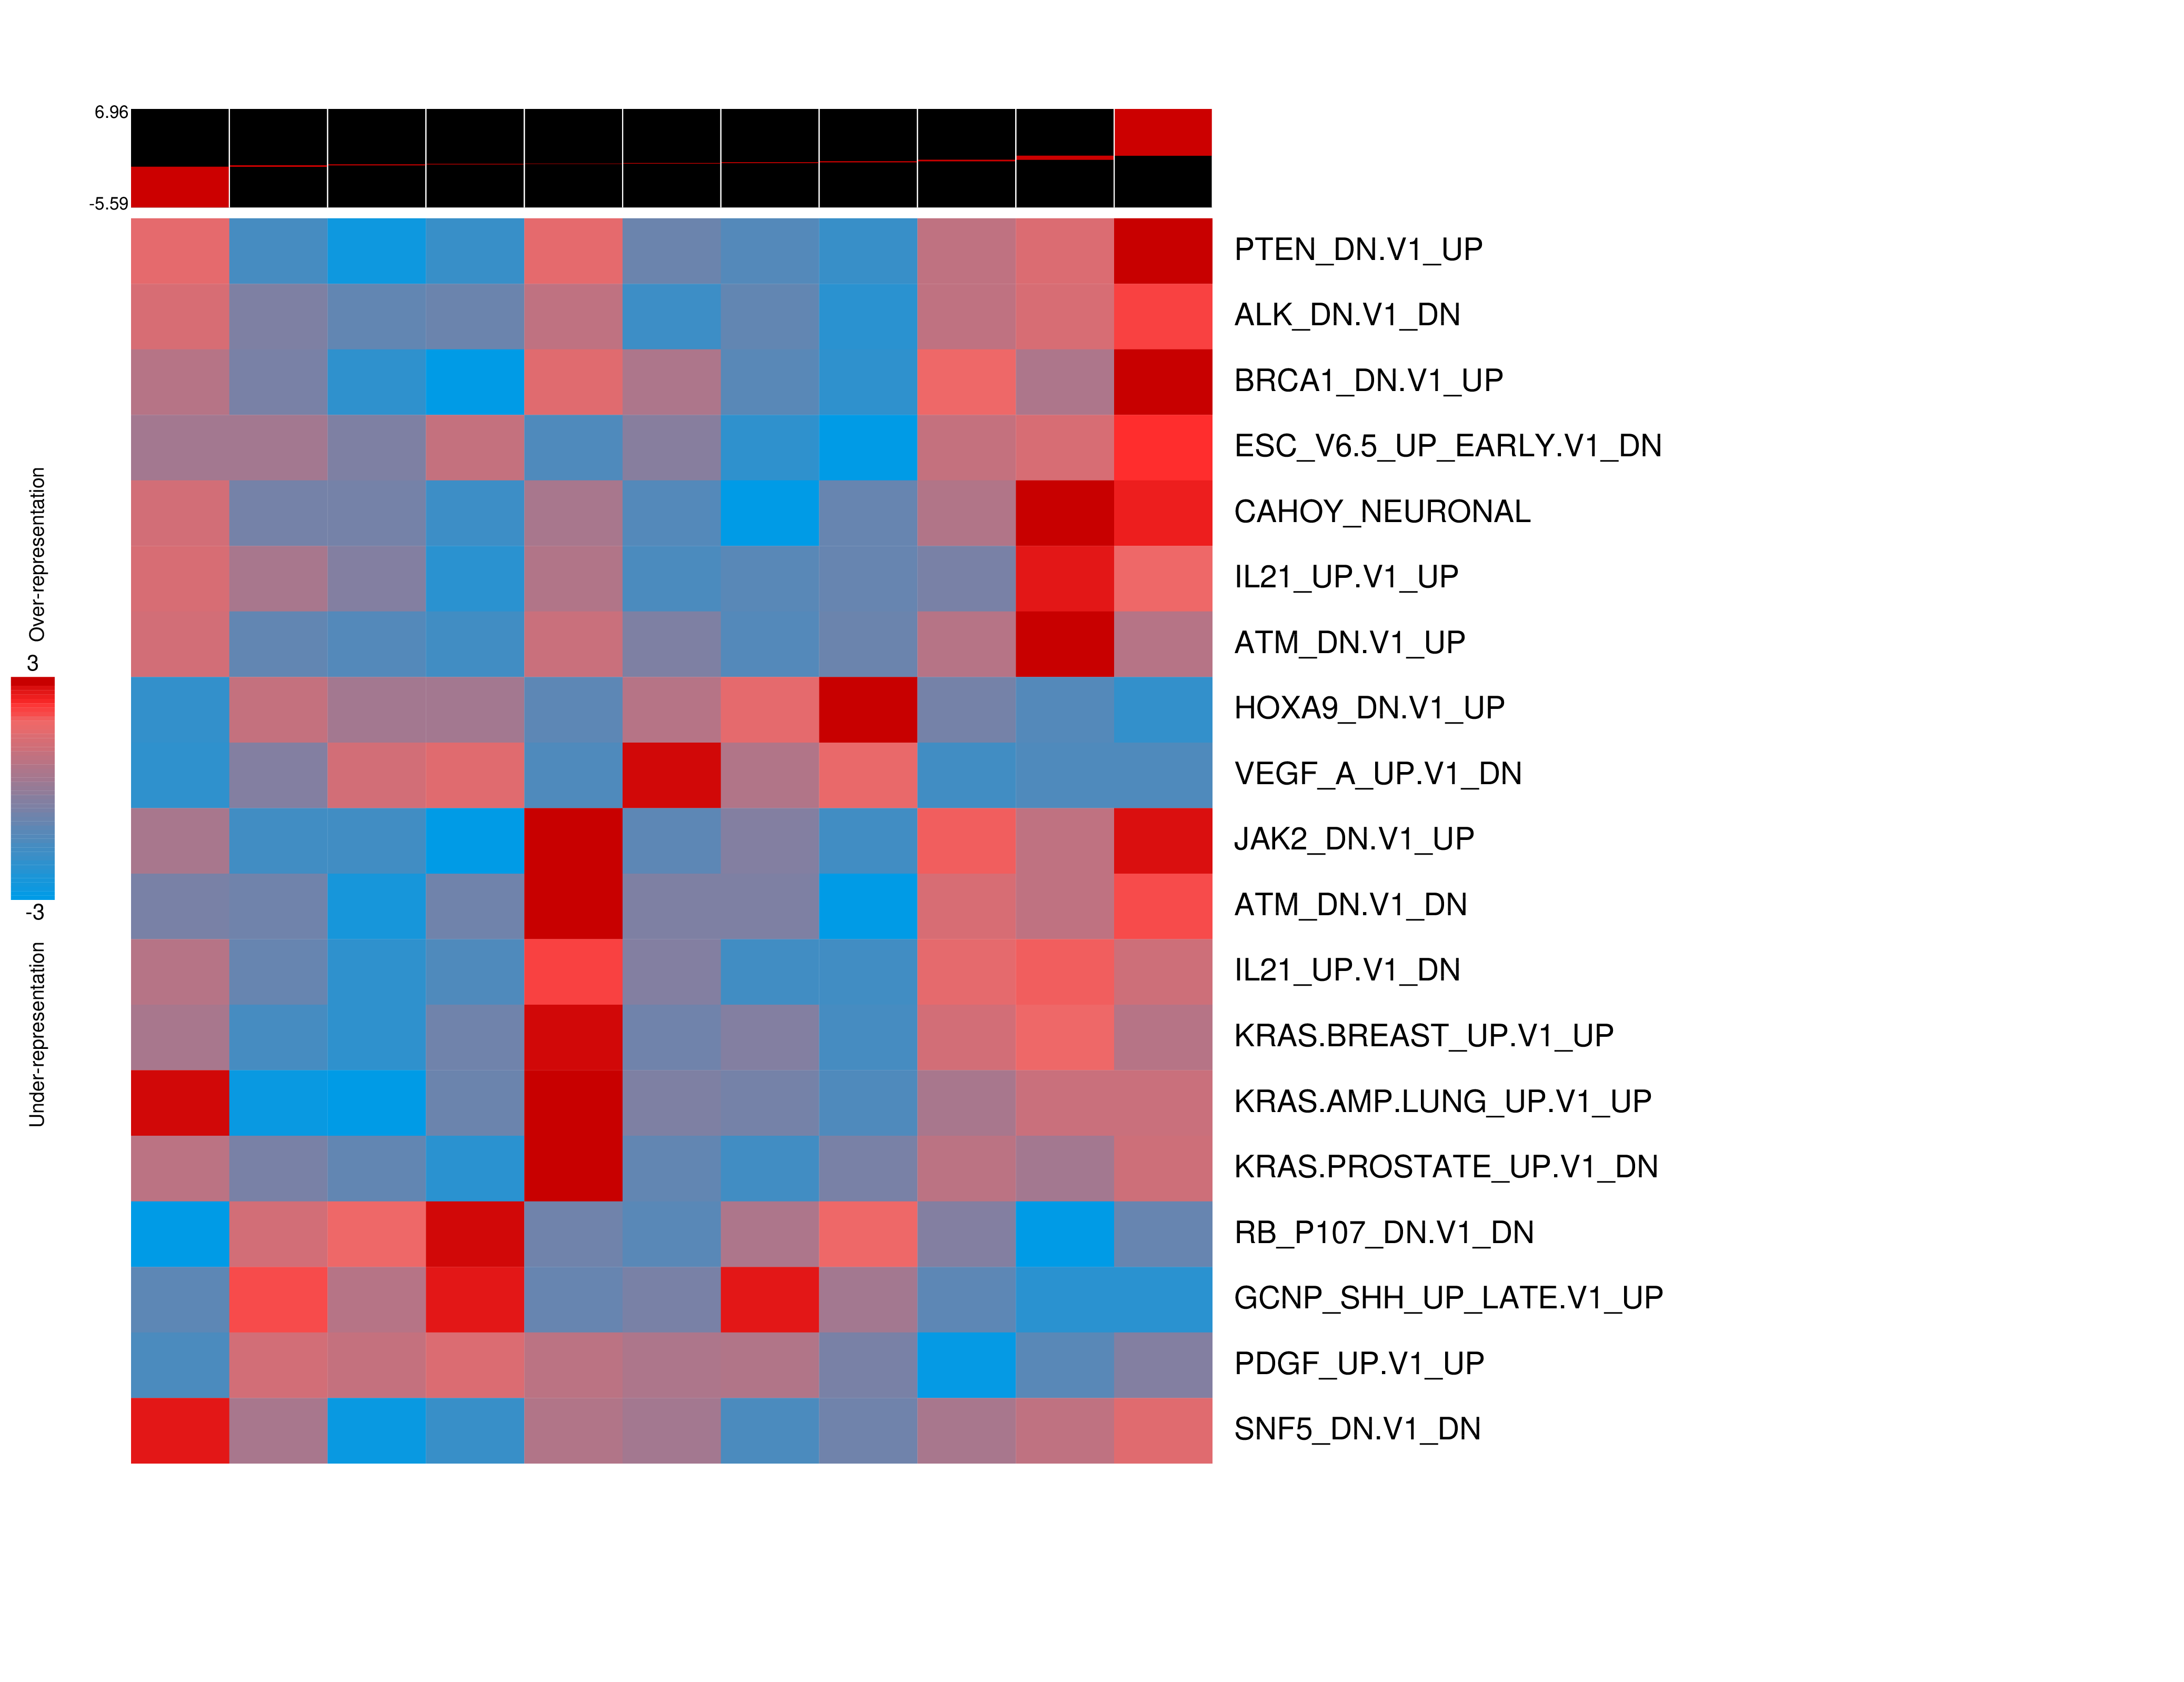 6.96
-5.59
PTEN_DN.V1_UP
ALK_DN.V1_DN
BRCA1_DN.V1_UP
ESC_V6.5_UP_EARLY.V1_DN
CAHOY_NEURONAL
IL21_UP.V1_UP
ATM_DN.V1_UP
HOXA9_DN.V1_UP
VEGF_A_UP.V1_DN
JAK2_DN.V1_UP
ATM_DN.V1_DN
IL21_UP.V1_DN
KRAS.BREAST_UP.V1_UP
KRAS.AMP.LUNG_UP.V1_UP
KRAS.PROSTATE_UP.V1_DN
RB_P107_DN.V1_DN
GCNP_SHH_UP_LATE.V1_UP
PDGF_UP.V1_UP
SNF5_DN.V1_DN
Over-representation
3
-3
Under-representation